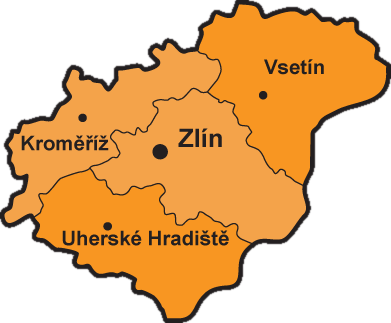 Vsetín
Zlín
Kroměříž
Uherské Hradiště